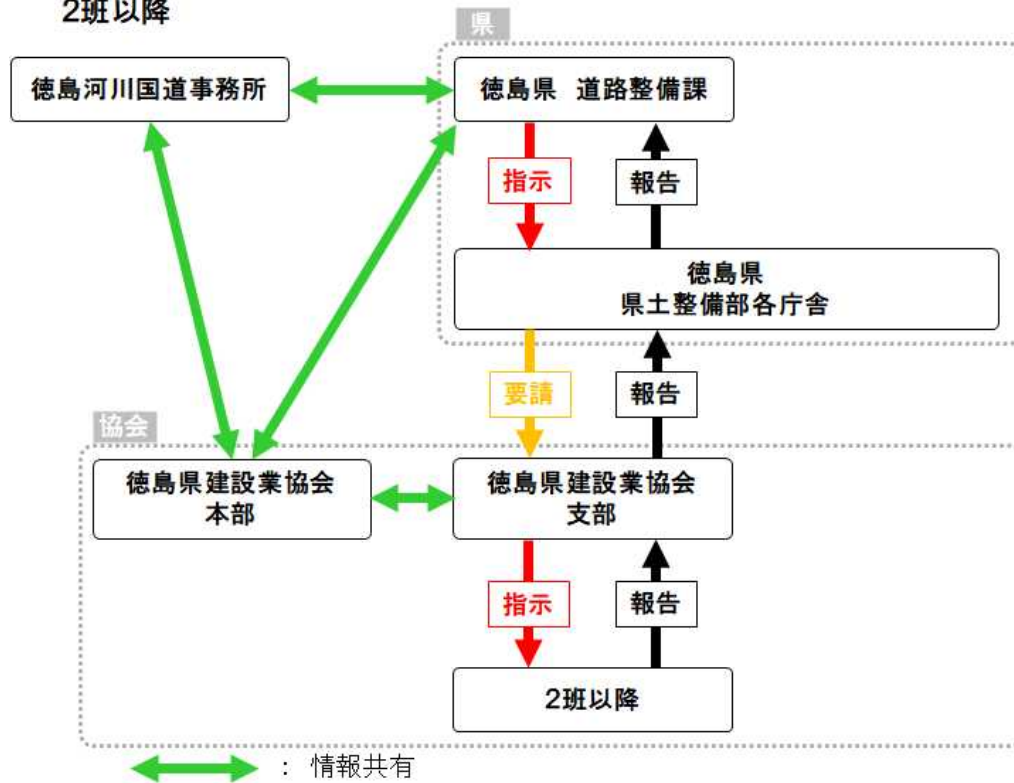 2班以降
県
徳島河川国道事務所
徳島県 道路整備課
指示
報告
徳島県
県土整備部各庁舎
要請
報告
協会
徳島県建設業協会
本部
徳島県建設業協会
支部
指示
報告
2班以降
： 情報共有